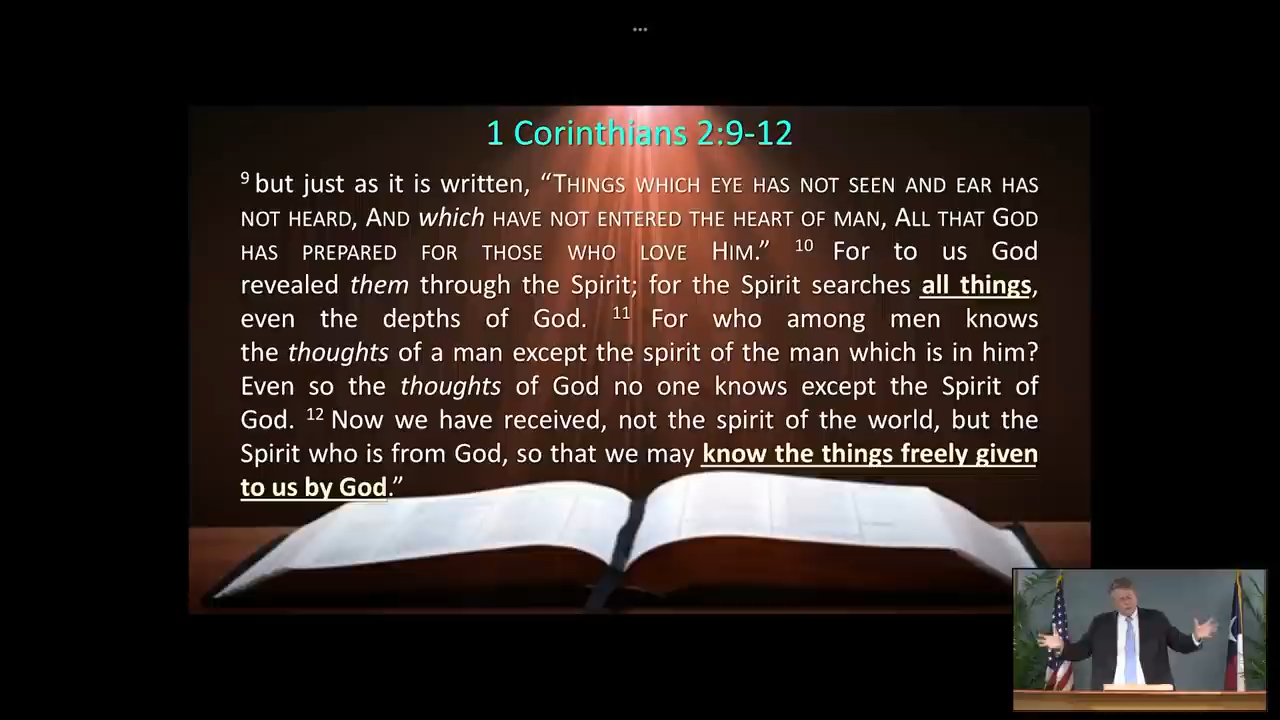 ...
1 Corinthians 2:9-12
9 but just as it is written, “THINGS WHICH EYE HAS NOT SEEN AND EAR HAS
NOT HEARD, AND which HAVE NOT ENTERED THE HEART OF MAN, ALL THAT GOD
HAS PREPARED FOR THOSE WHO LOVE HIM.” 10 For to us God
revealed them through the Spirit; for the Spirit searches all things,
even the depths of God. 11 For who among men knows
the thoughts of a man except the spirit of the man which is in him?
Even so the thoughts of God no one knows except the Spirit of
God. 12 Now we have received, not the spirit of the world, but the
Spirit who is from God, so that we may know the things freely given
to us by God.”